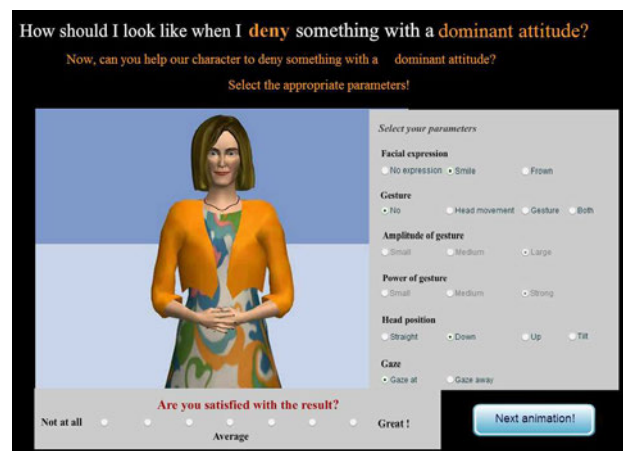 How should I look like when I deny something with a dominant attitude?
Now, can you help our character to deny something with a dominant attitude?
Select the appropriate parameters!
Select your parameters
Facial expression
No expression Smile Frown
Gesture
No Head movement Gesture Both
Amplitude of gesture
Small Medium Large
Power of gesture
Small Medium Strong
Head position
Straight Down Up Tilt
Gaze
Gaze at Gaze away
Are you satisfied with the result?
Not at all Great !
Average
Next animation!